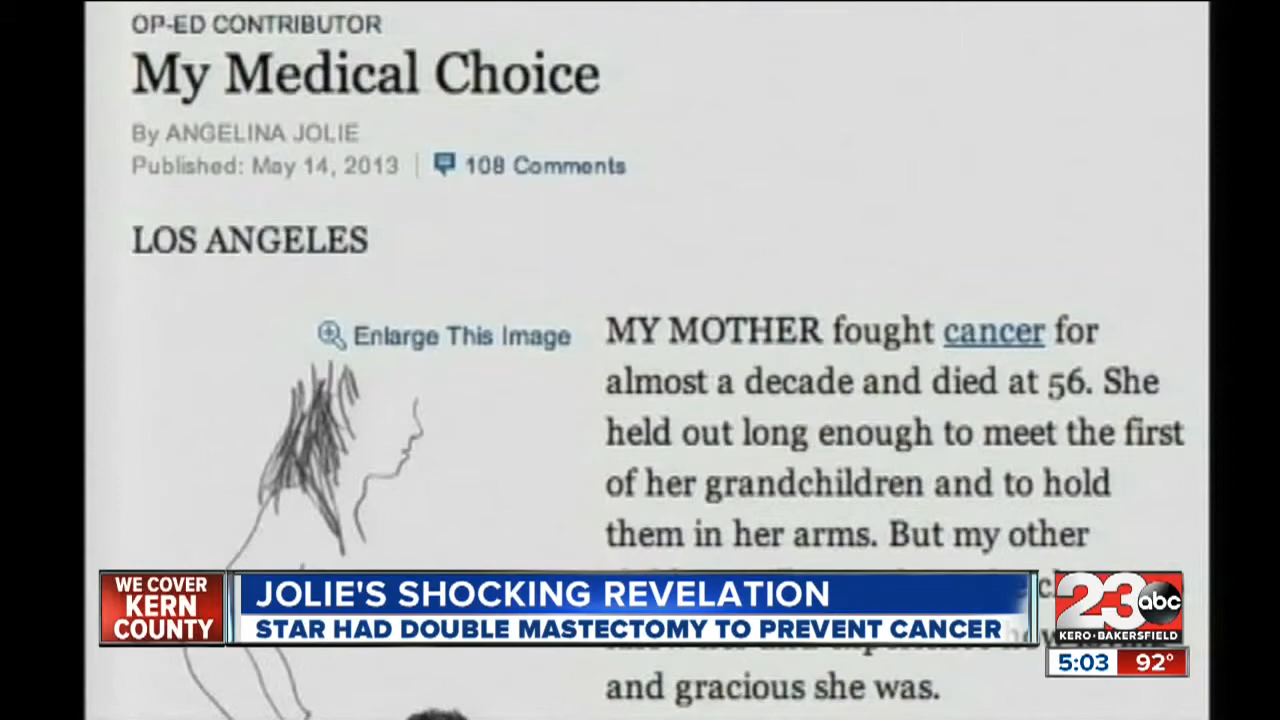 OP-ED CONTRIBUTOR
My Medical Choice
By ANGELINA JOLIE
Published: May 14, 2013 | 108 Comments
LOS ANGELES
Enlarge This Image
MY MOTHER fought cancer for
almost a decade and died at 56. She
held out long enough to meet the first
of her grandchildren and to hold
them in her arms. But my other
and gracious she was.
WE COVER
KERN
COUNTY
JOLIE'S SHOCKING REVELATION
STAR HAD DOUBLE MASTECTOMY TO PREVENT CANCER
23 abc
KERO·BAKERSFIELD
5:03 92°